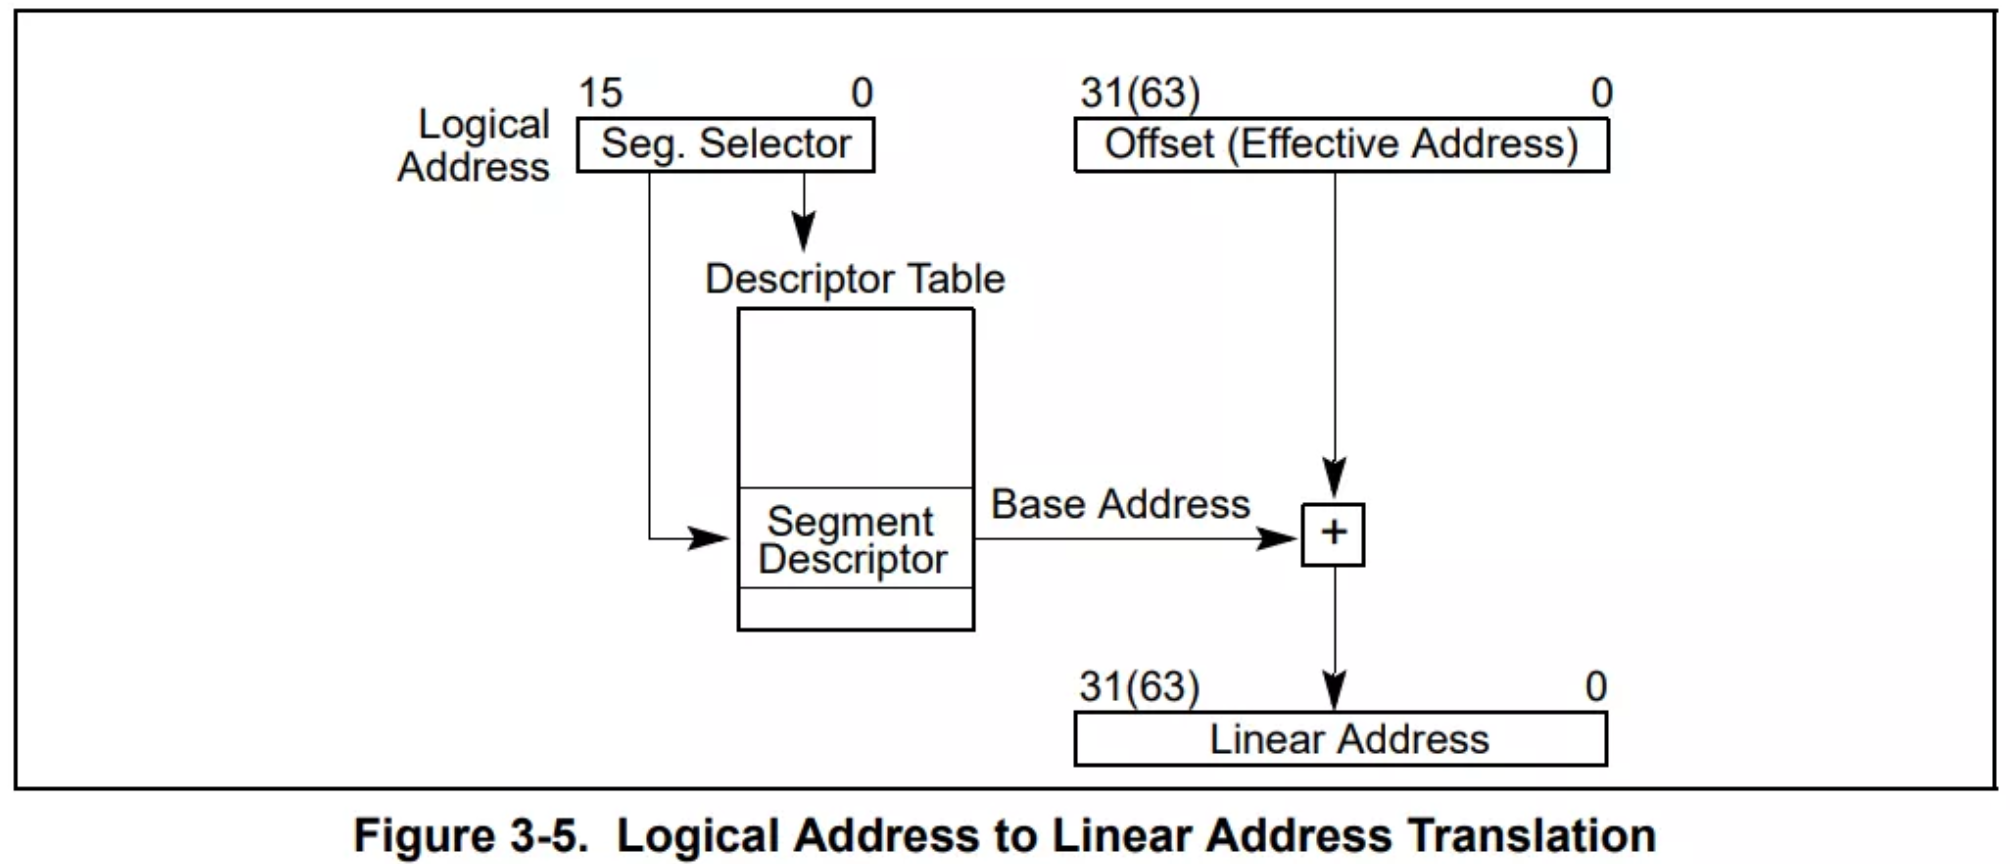 15 0
31(63) 0
Logical
Address
Seg. Selector
Offset (Effective Address)
Descriptor Table
Base Address
Segment
Descriptor
+
31(63) 0
Linear Address
Figure 3-5. Logical Address to Linear Address Translation